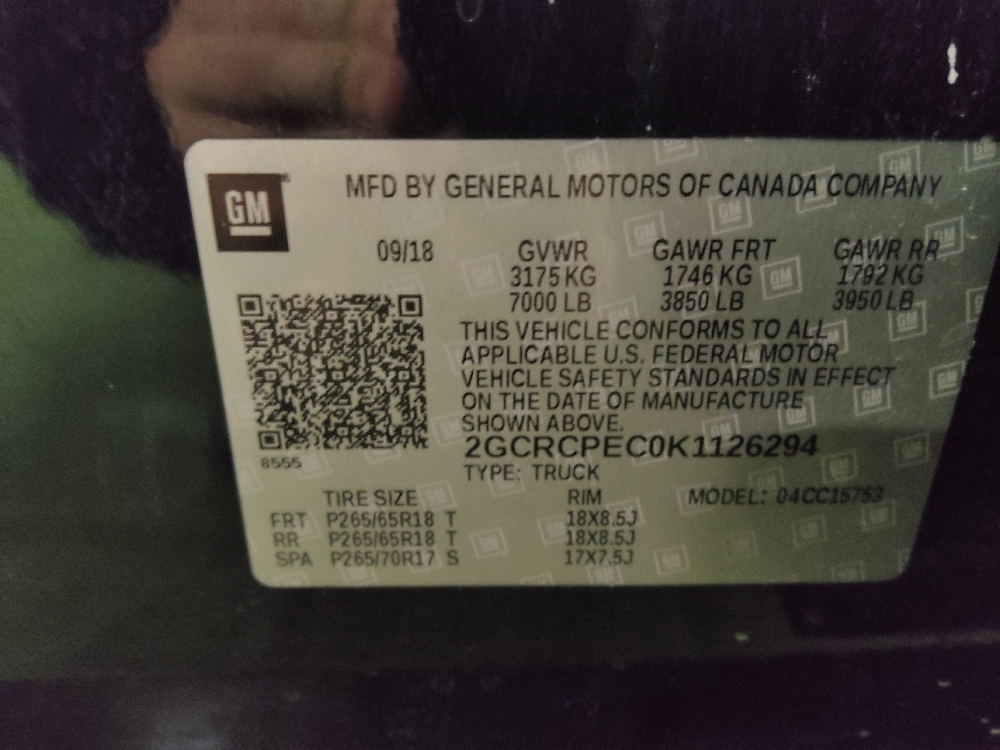 GM
MFD BY GENERAL MOTORS OF CANADA COMPANY
09/18 GVWR GAWR FRT GAWR RR
3175 KG 1746 KG 1792 KG
7000 LB 3850 LB 3950 LB
THIS VEHICLE CONFORMS TO ALL
APPLICABLE U.S. FEDERAL MOTOR
VEHICLE SAFETY STANDARDS IN EFFECT
ON THE DATE OF MANUFACTURE
SHOWN ABOVE.
2GCRCPEC0K1126294
8555
TYPE: TRUCK
TIRE SIZE RIM MODEL: 04CC15753
FRT P265/65R18 T 18X8.5J
RR P265/65R18 T 18X8.5J
SPA P265/70R17 S 17X7.5J